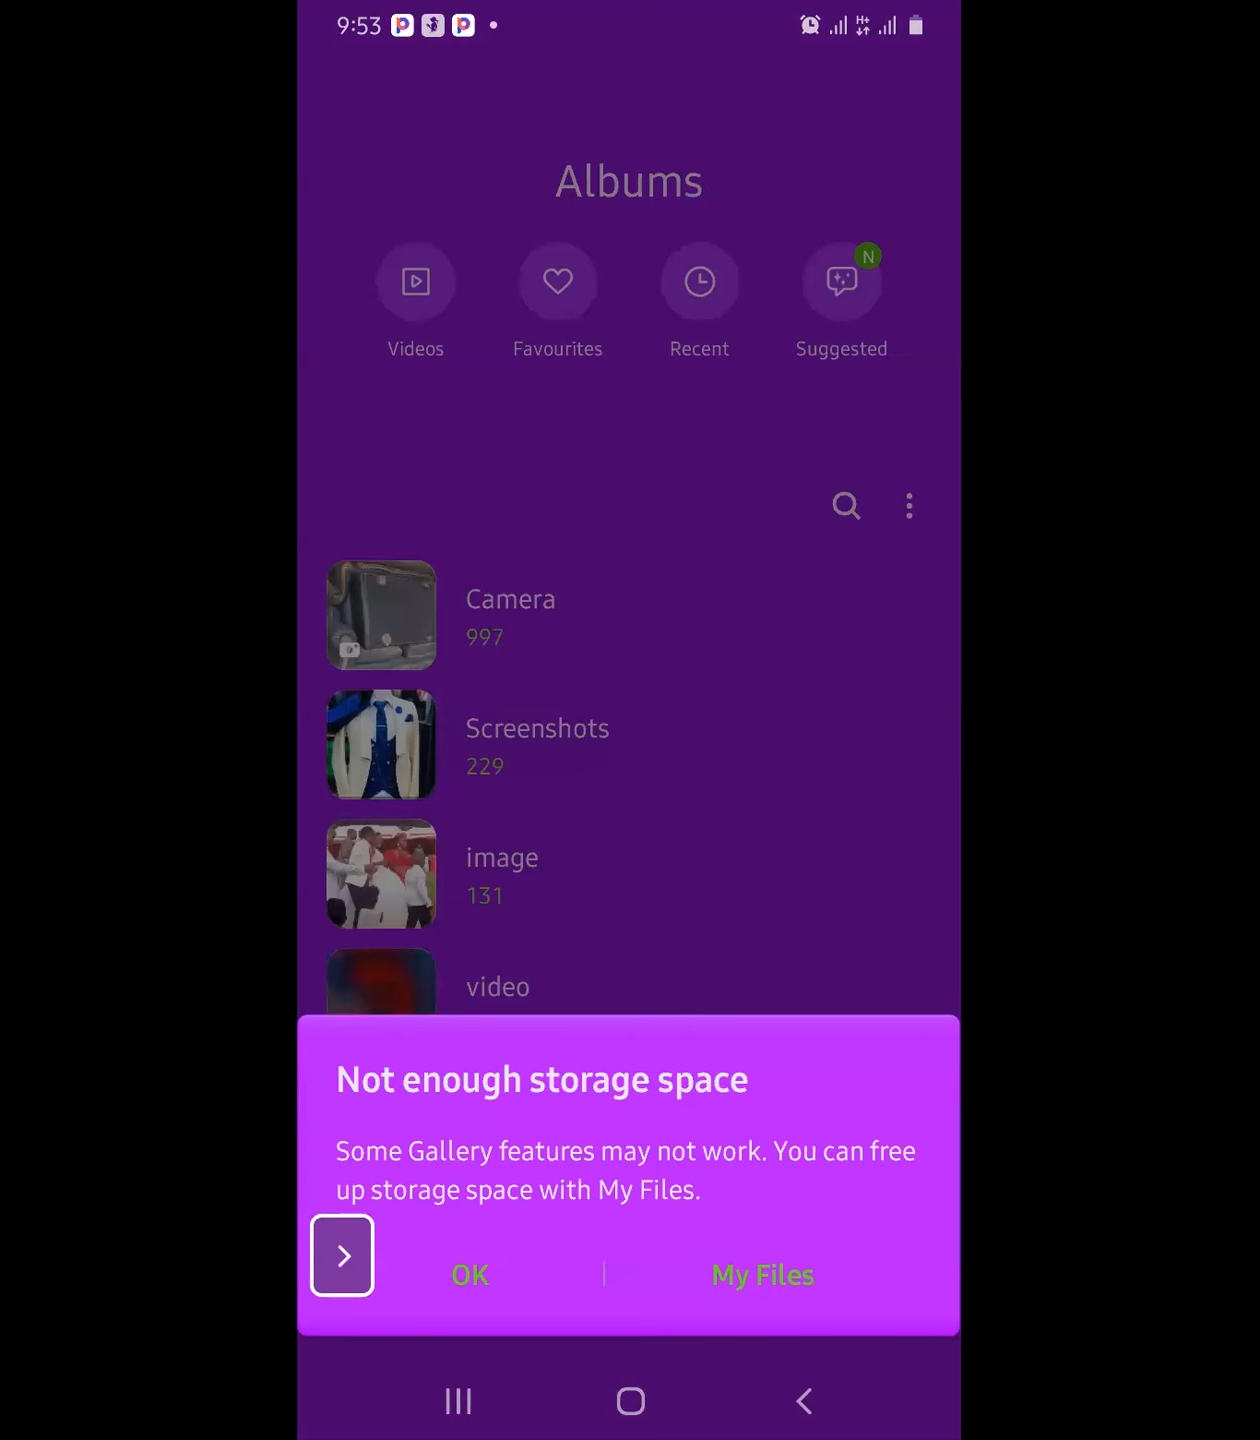 9:53
H+
Albums
N
Videos Favourites Recent Suggested
Camera
997
Screenshots
229
image
131
video
Not enough storage space
Some Gallery features may not work. You can free
up storage space with My Files.
OK My Files